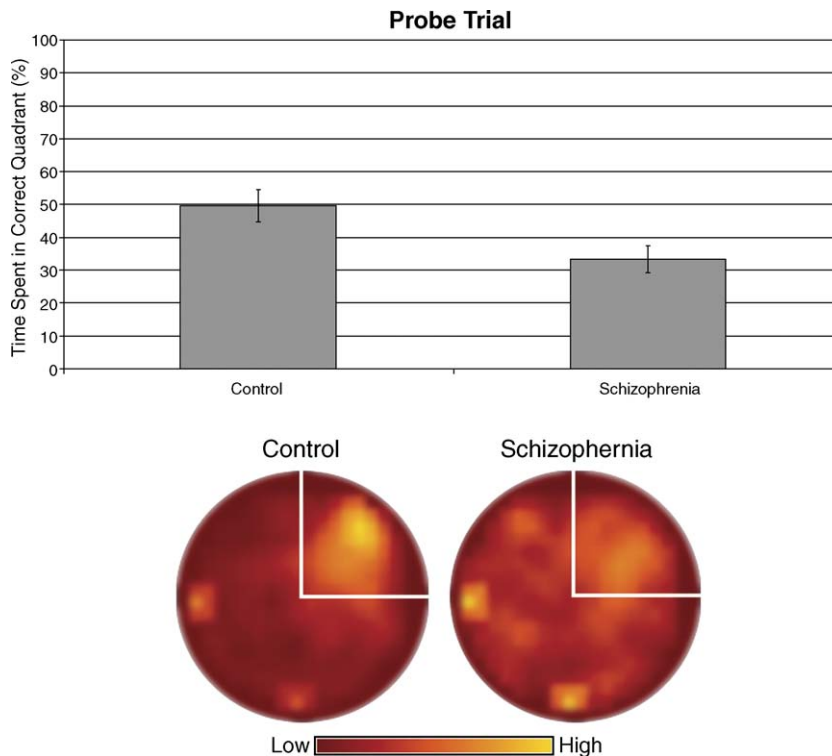 Probe Trial
Time Spent in Correct Quadrant (%)
100
90
80
70
60
50
40
30
20
10
0
Control
Schizophrenia
Control
Schizophernia
Low
High